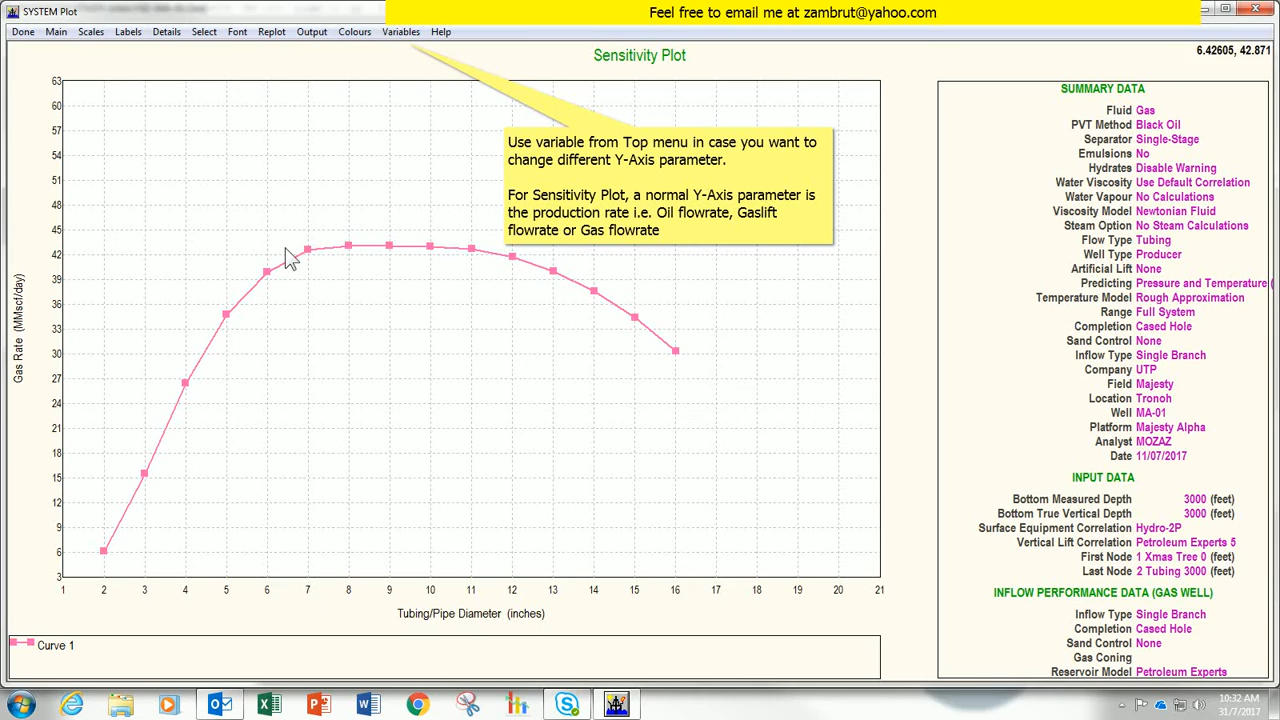 SYSTEM Plot
Feel free to email me at zambrut@yahoo.com
Done Main Scales Labels Details Select Font Replot Output Colours Variables Help
Sensitivity Plot
6.42605, 42.871
Use variable from Top menu in case you want to
change different Y-Axis parameter.
For Sensitivity Plot, a normal Y-Axis parameter is
the production rate i.e. Oil flowrate, Gaslift
flowrate or Gas flowrate
63
60
57
54
51
48
45
42
39
36
33
30
27
24
21
18
15
12
9
6
3
Gas Rate (MMscf/day)
1 2 3 4 5 6 7 8 9 10 11 12 13 14 15 16 17 18 19 20 21
Tubing/Pipe Diameter (inches)
Curve 1
SUMMARY DATA
Fluid Gas
PVT Method Black Oil
Separator Single-Stage
Emulsions No
Hydrates Disable Warning
Water Viscosity Use Default Correlation
Water Vapour No Calculations
Viscosity Model Newtonian Fluid
Steam Option No Steam Calculations
Flow Type Tubing
Well Type Producer
Artificial Lift None
Predicting Pressure and Temperature (
Temperature Model Rough Approximation
Range Full System
Completion Cased Hole
Sand Control None
Inflow Type Single Branch
Company UTP
Field Majesty
Location Tronoh
Well MA-01
Platform Majesty Alpha
Analyst MOZAZ
Date 11/07/2017
INPUT DATA
Bottom Measured Depth 3000 (feet)
Bottom True Vertical Depth 3000 (feet)
Surface Equipment Correlation Hydro-2P
Vertical Lift Correlation Petroleum Experts 5
First Node 1 Xmas Tree 0 (feet)
Last Node 2 Tubing 3000 (feet)
INFLOW PERFORMANCE DATA (GAS WELL)
Inflow Type Single Branch
Completion Cased Hole
Sand Control None
Gas Coning
Reservoir Model Petroleum Experts
10:32 AM
31/7/2017